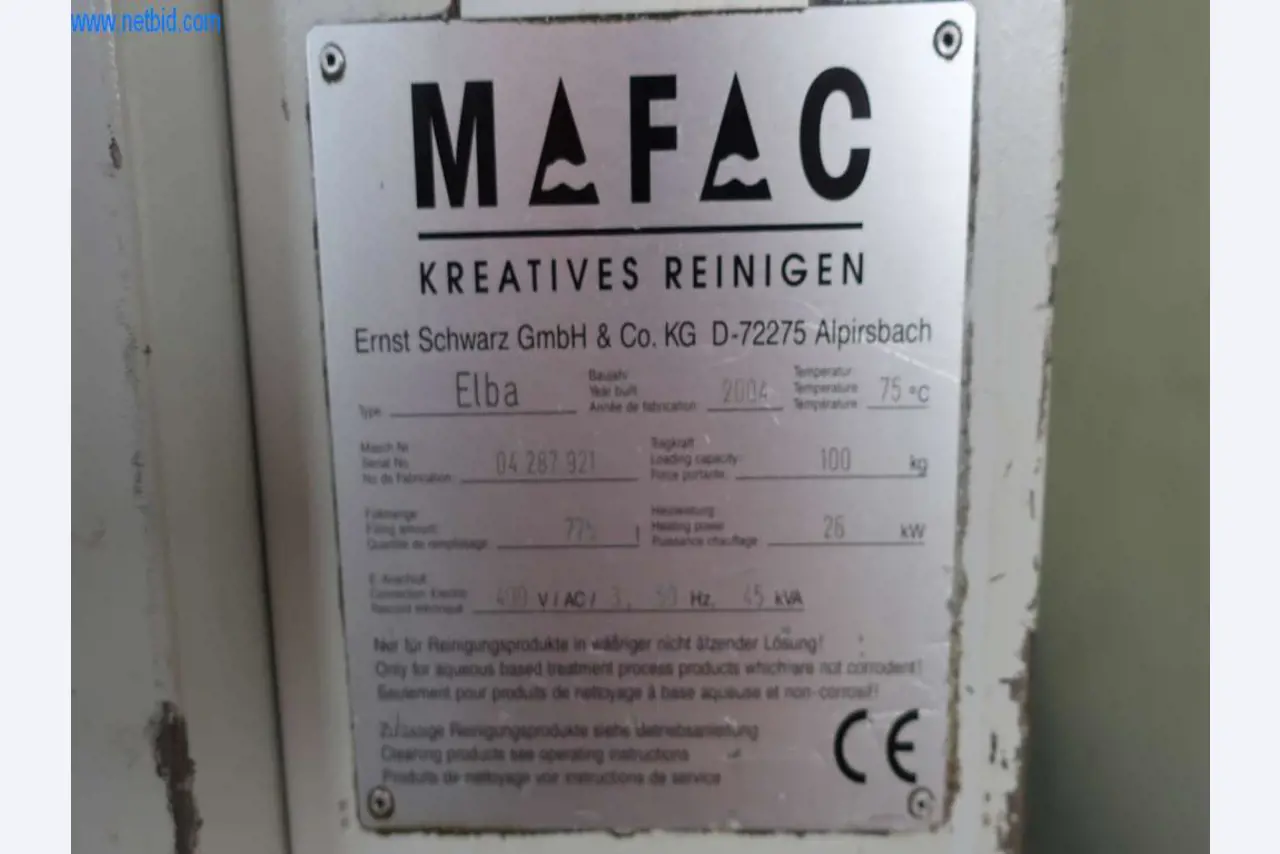 www.netbid.com
MAFAC
KREATIVES REINIGEN
Ernst Schwarz GmbH & Co. KG D-72275 Alpirsbach
Type Elba
Baujahr
Year built
Année de fabrication 2004
Temperatur
Temperature
Température 75 °C
Masch Nr.
Serial No.
No de Fabrication: 04 287 921
Tragkraft
Loading capacity:
Force portante: 100 kg
Füllmenge
Filling amount:
Quantité de remplissage: l
Heizleistung
Heating power
Puissance chauffage 26 kW
E-Anschluß
Connection électric
400 V / AC / 3, 50 Hz, 45 kVA
Nur für Reinigungsprodukte in wäßriger nicht ätzender Lösung!
Only for aqueous based treatment process products which are not corrodent!
Seulement pour produits de nettoyage à base aqueuse et non-corrosif!
Zulässige Reinigungsprodukte siehe Betriebsanleitung
Cleaning products see operating instructions
Produits de nettoyage voir instructions de service
CE